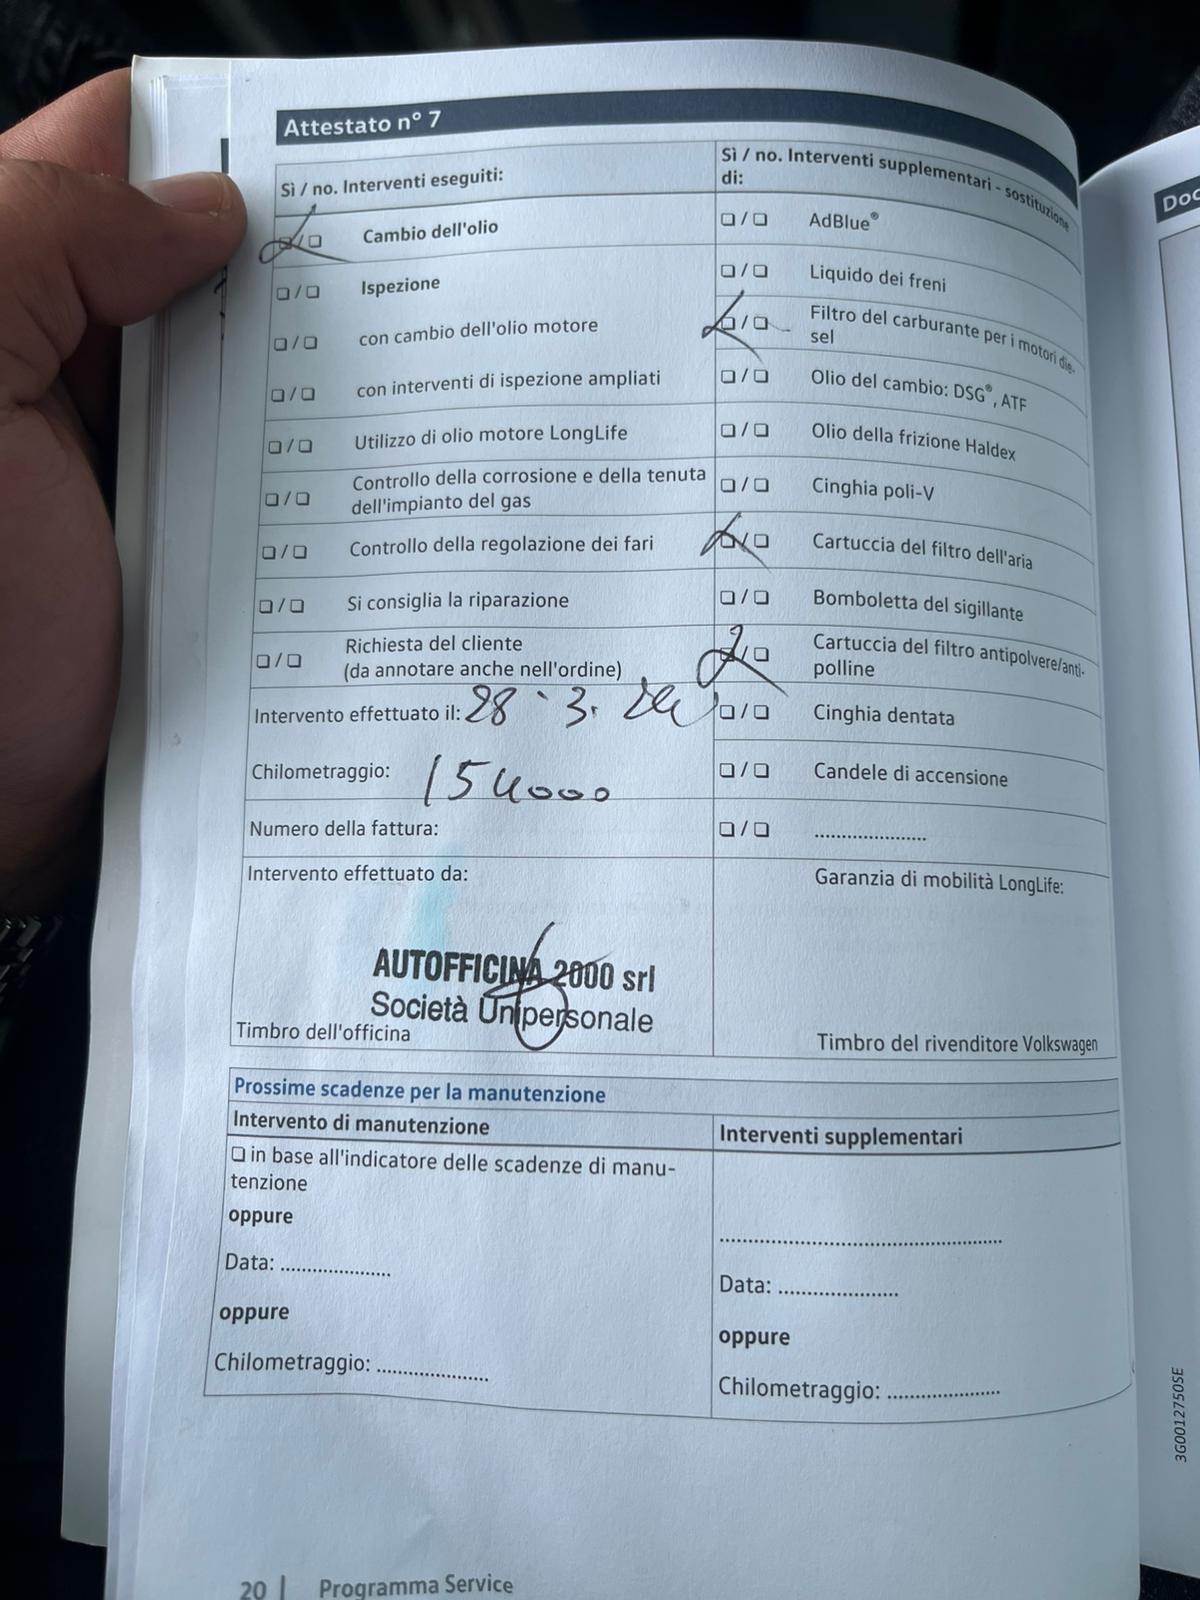 Attestato n° 7
Sì / no. Interventi eseguiti:
❏ / ❏ Cambio dell'olio
❏ / ❏ Ispezione
❏ / ❏ con cambio dell'olio motore
❏ / ❏ con interventi di ispezione ampliati
❏ / ❏ Utilizzo di olio motore LongLife
❏ / ❏ Controllo della corrosione e della tenuta
dell'impianto del gas
❏ / ❏ Controllo della regolazione dei fari
❏ / ❏ Si consiglia la riparazione
❏ / ❏ Richiesta del cliente
(da annotare anche nell'ordine)
Intervento effettuato il: 28.3.24
Chilometraggio: 154000
Numero della fattura:
Intervento effettuato da:
AUTOFFICINA 2000 srl
Società Unipersonale
Timbro dell'officina
Sì / no. Interventi supplementari - sostituzione
di:
❏ / ❏ AdBlue®
❏ / ❏ Liquido dei freni
❏ / ❏ Filtro del carburante per i motori die-
sel
❏ / ❏ Olio del cambio: DSG®, ATF
❏ / ❏ Olio della frizione Haldex
❏ / ❏ Cinghia poli-V
❏ / ❏ Cartuccia del filtro dell'aria
❏ / ❏ Bomboletta del sigillante
❏ / ❏ Cartuccia del filtro antipolvere/anti-
polline
❏ / ❏ Cinghia dentata
❏ / ❏ Candele di accensione
❏ / ❏ .....................
Garanzia di mobilità LongLife:
Timbro del rivenditore Volkswagen
Prossime scadenze per la manutenzione
Intervento di manutenzione
❏ in base all'indicatore delle scadenze di manu-
tenzione
oppure
Data: .....................
oppure
Chilometraggio: .....................
Interventi supplementari
.....................................................
Data: .....................
oppure
Chilometraggio: .....................
20 | Programma Service
Doc
3G0012750SE